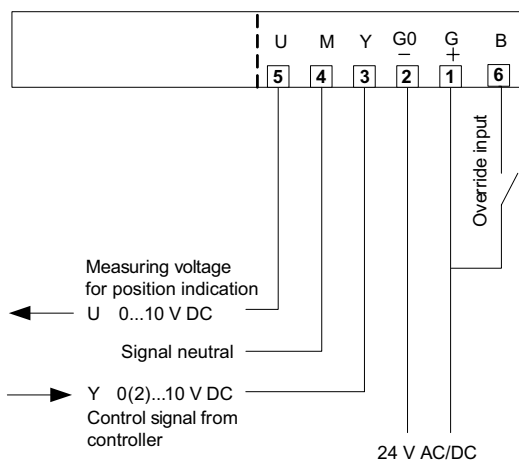 U M Y G0 G B
– +
5 4 3 2 1 6
Override input
Measuring voltage
for position indication
U 0...10 V DC
Signal neutral
Y 0(2)...10 V DC
Control signal from
controller
24 V AC/DC